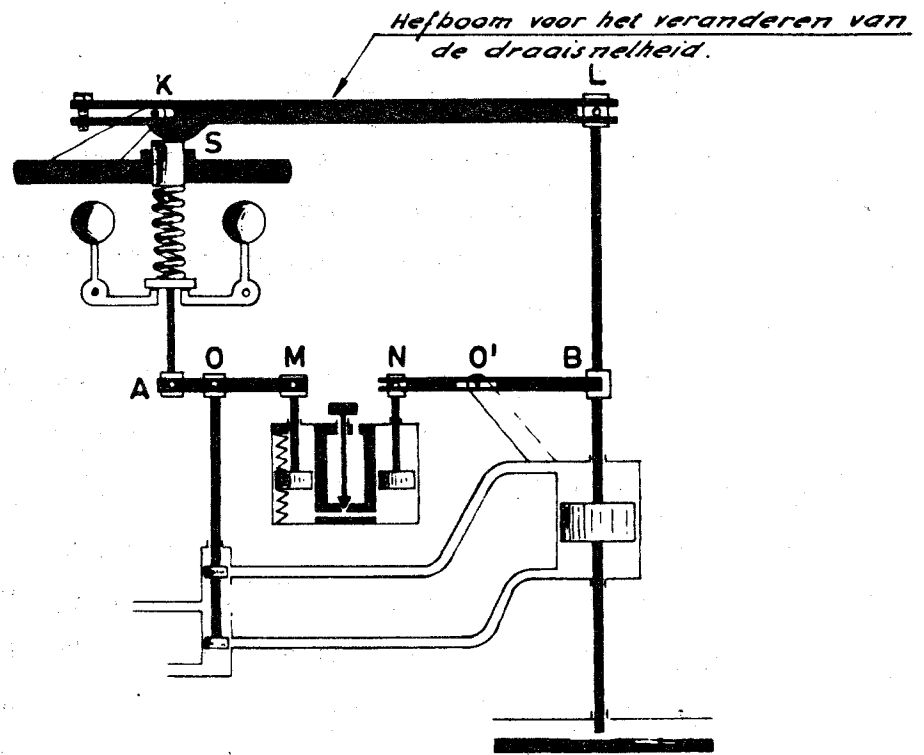 Hefboom voor het veranderen van
de draaisnelheid.
K
L
S
A
O
M
N
O'
B